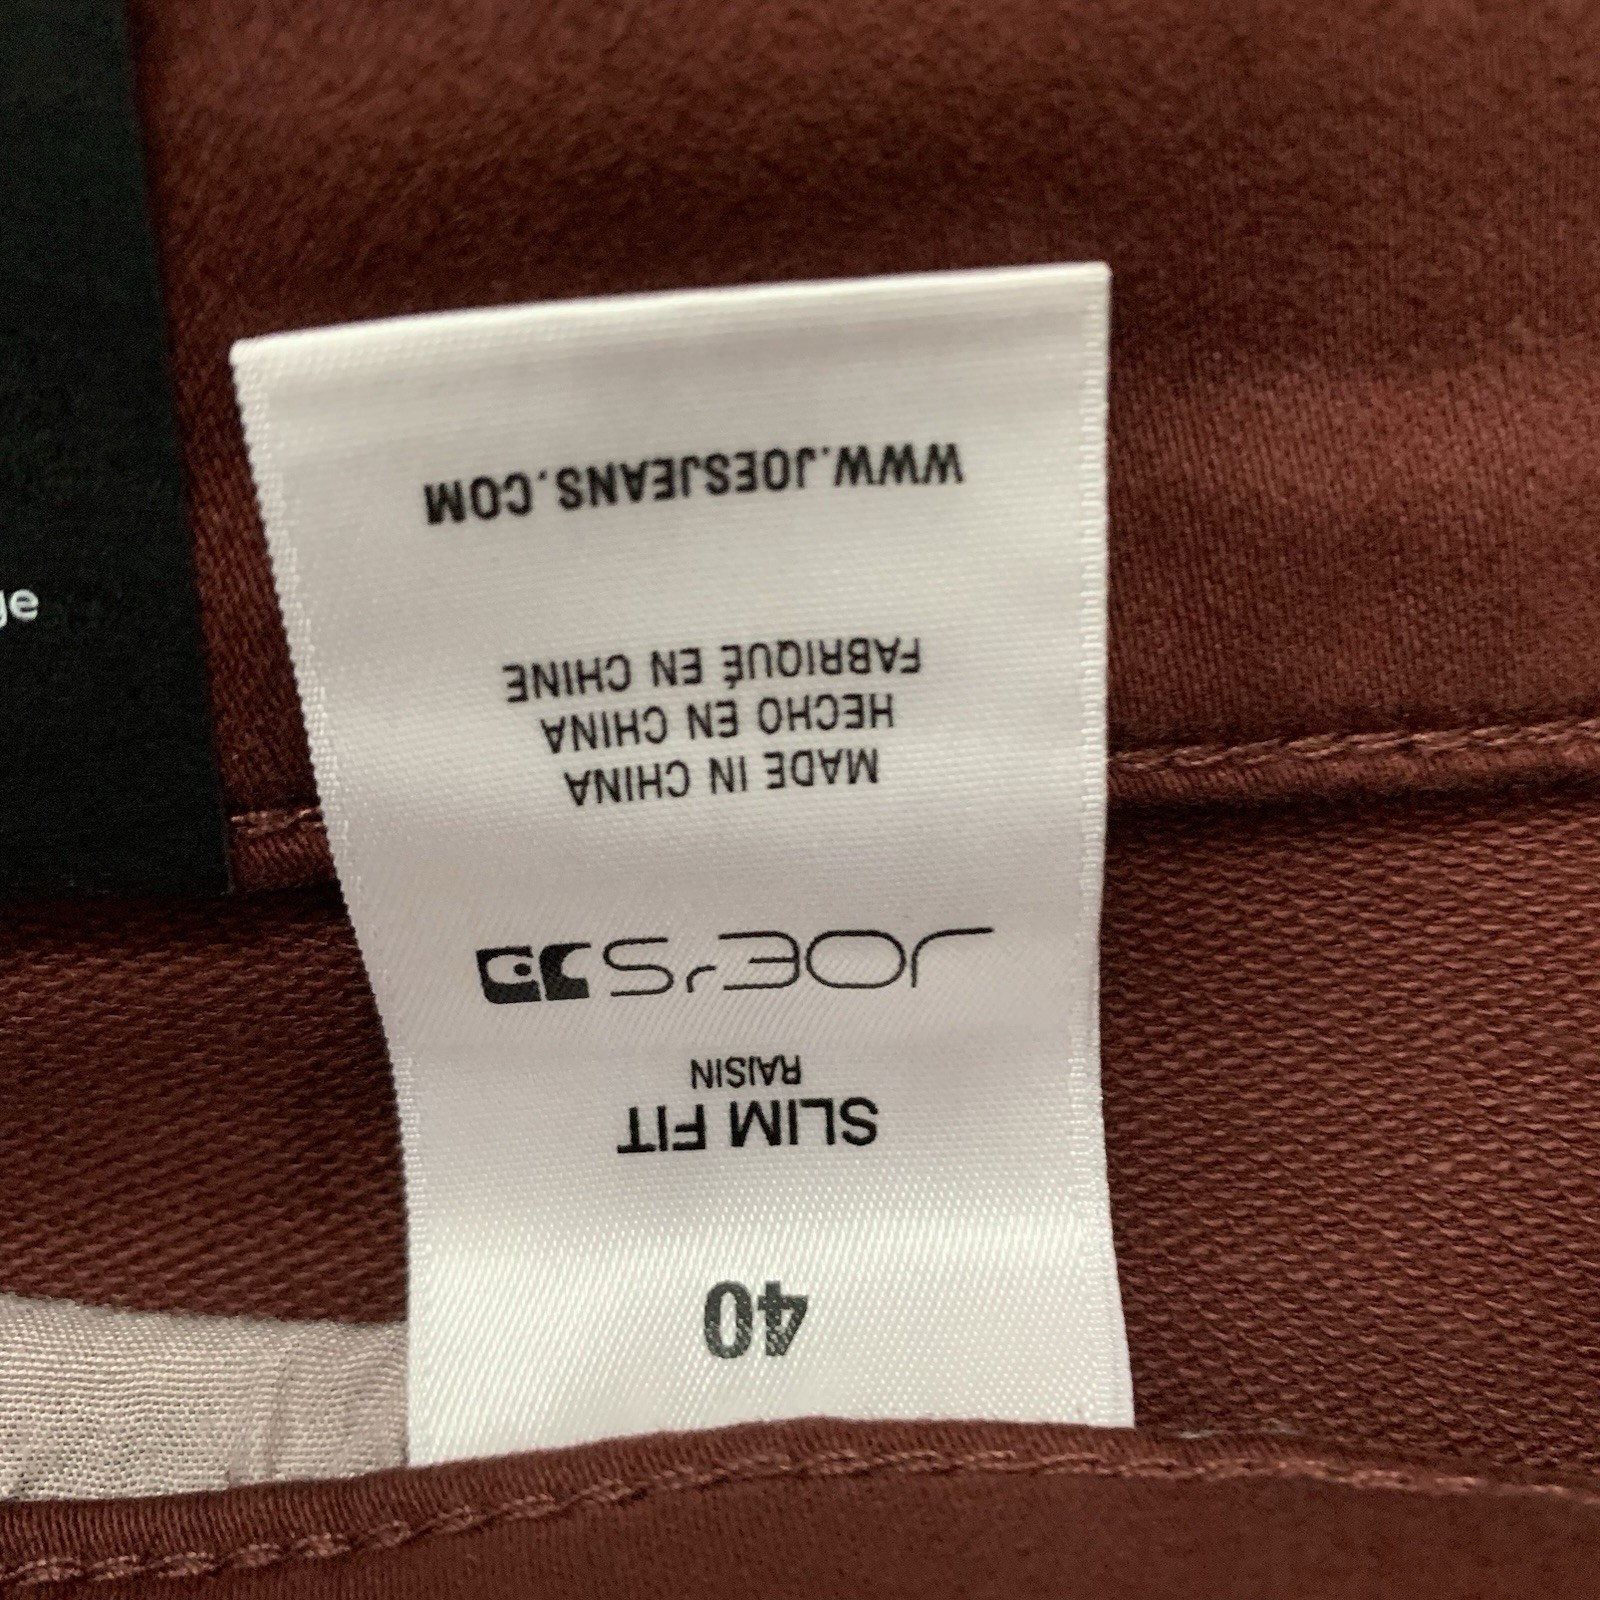 40
SLIM FIT
RAISIN
JOE'S
MADE IN CHINA
HECHO EN CHINA
FABRIQUÉ EN CHINE
WWW.JOESJEANS.COM